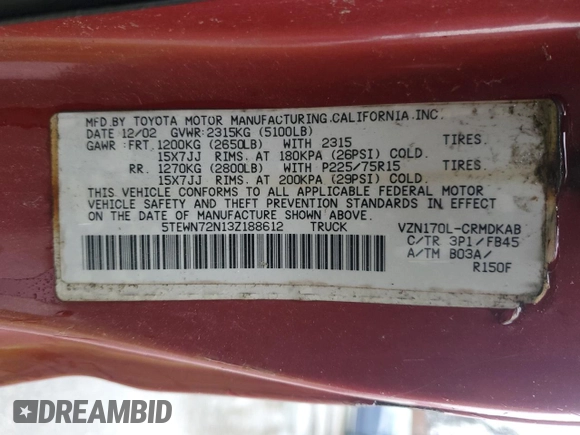 MFD.BY TOYOTA MOTOR MANUFACTURING.CALIFORNIA.INC.
DATE 12/02 GVWR:2315KG (5100LB)
GAWR: FRT.1200KG (2650LB) WITH 2315 TIRES.
15X7JJ RIMS. AT 180KPA (26PSI) COLD.
RR. 1270KG (2800LB) WITH P225/75R15 TIRES.
15X7JJ RIMS. AT 200KPA (29PSI) COLD.
THIS VEHICLE CONFORMS TO ALL APPLICABLE FEDERAL MOTOR
VEHICLE SAFETY AND THEFT PREVENTION STANDARDS IN EFFECT
ON THE DATE OF MANUFACTURE SHOWN ABOVE.
5TEWN72N13Z188612 TRUCK VZN170L-CRMDKAB
C/TR 3P1/FB45
A/TM B03A/
R150F
DREAMBID